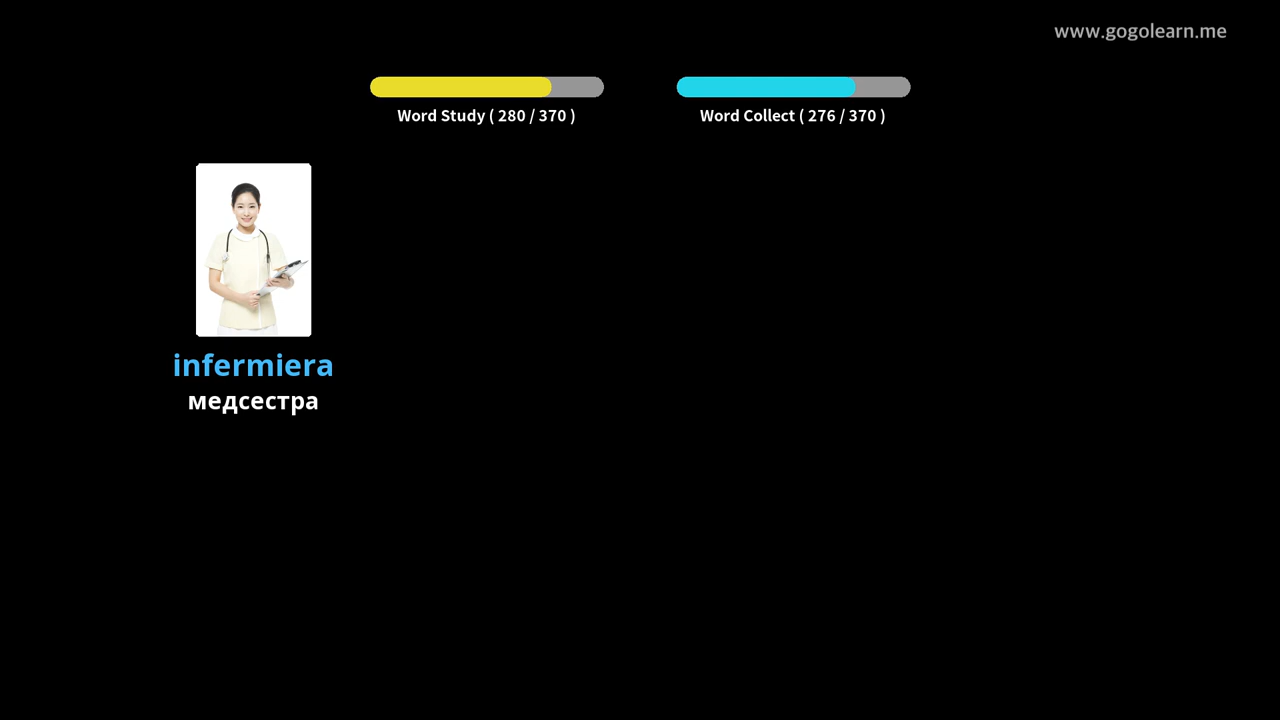 www.gogolearn.me
Word Study ( 280 / 370 )
Word Collect ( 276 / 370 )
infermiera
медсестра